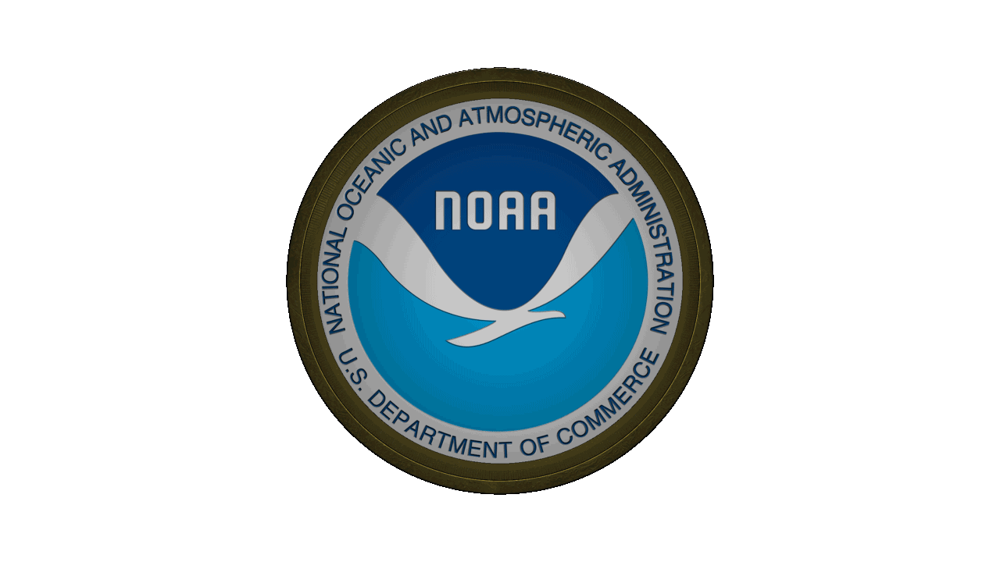 NATIONAL OCEANIC AND ATMOSPHERIC ADMINISTRATION
NOAA
U.S. DEPARTMENT OF COMMERCE